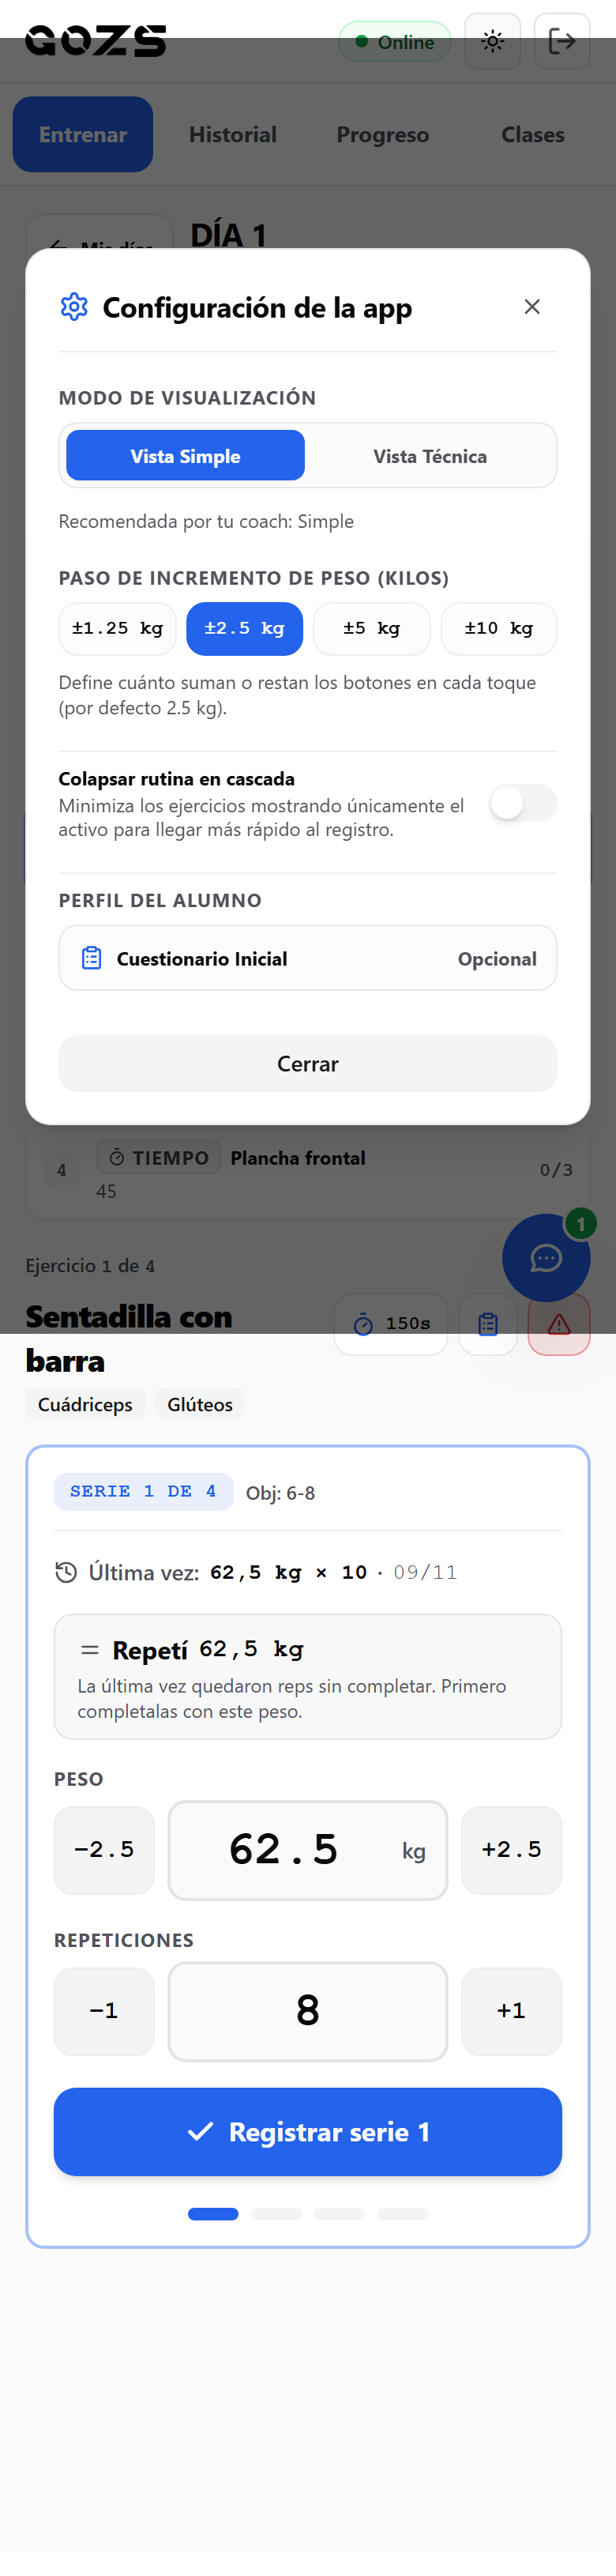 GOZS
Online
Entrenar Historial Progreso Clases
← Mis días
DÍA 1
Configuración de la app
MODO DE VISUALIZACIÓN
Vista Simple Vista Técnica
Recomendada por tu coach: Simple
PASO DE INCREMENTO DE PESO (KILOS)
±1.25 kg ±2.5 kg ±5 kg ±10 kg
Define cuánto suman o restan los botones en cada toque
(por defecto 2.5 kg).
Colapsar rutina en cascada
Minimiza los ejercicios mostrando únicamente el
activo para llegar más rápido al registro.
PERFIL DEL ALUMNO
Cuestionario Inicial Opcional
Cerrar
4 TIEMPO Plancha frontal 0/3
45
1
Ejercicio 1 de 4
Sentadilla con
barra
150s
Cuádriceps Glúteos
SERIE 1 DE 4 Obj: 6-8
Última vez: 62,5 kg × 10 · 09/11
= Repetí 62,5 kg
La última vez quedaron reps sin completar. Primero
completalas con este peso.
PESO
−2.5 62.5 kg +2.5
REPETICIONES
−1 8 +1
Registrar serie 1